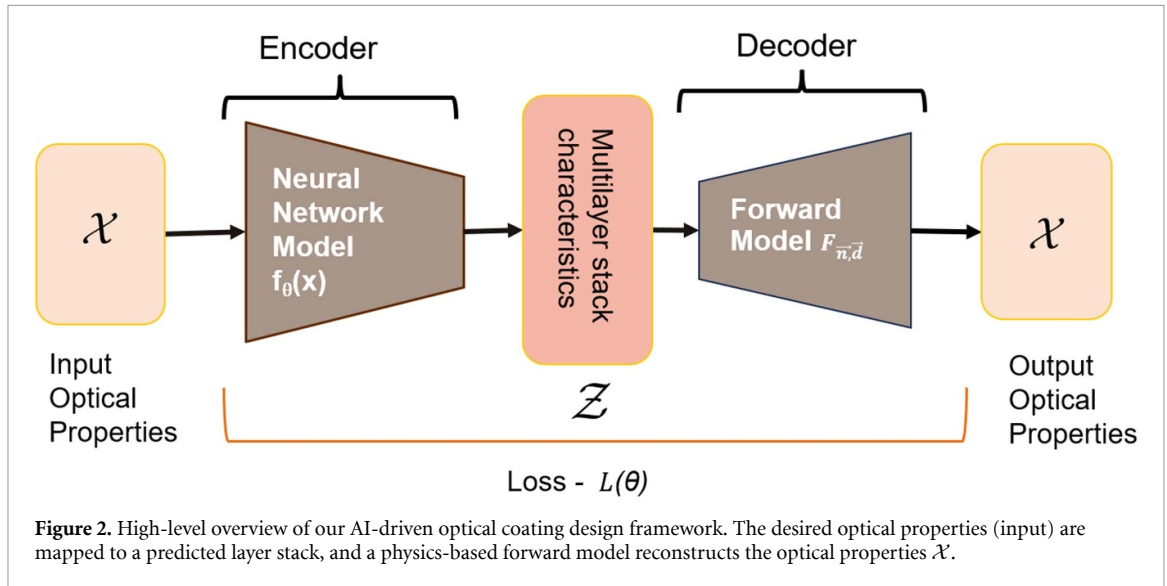 Encoder
Decoder
𝒳
Neural
Network
Model
f_θ(x)
Multilayer stack
characteristics
Forward
Model F_{\vec{n},\vec{d}}
𝒳
Input
Optical
Properties
𝒵
Output
Optical
Properties
Loss - L(θ)
Figure 2. High-level overview of our AI-driven optical coating design framework. The desired optical properties (input) are
mapped to a predicted layer stack, and a physics-based forward model reconstructs the optical properties 𝒳.